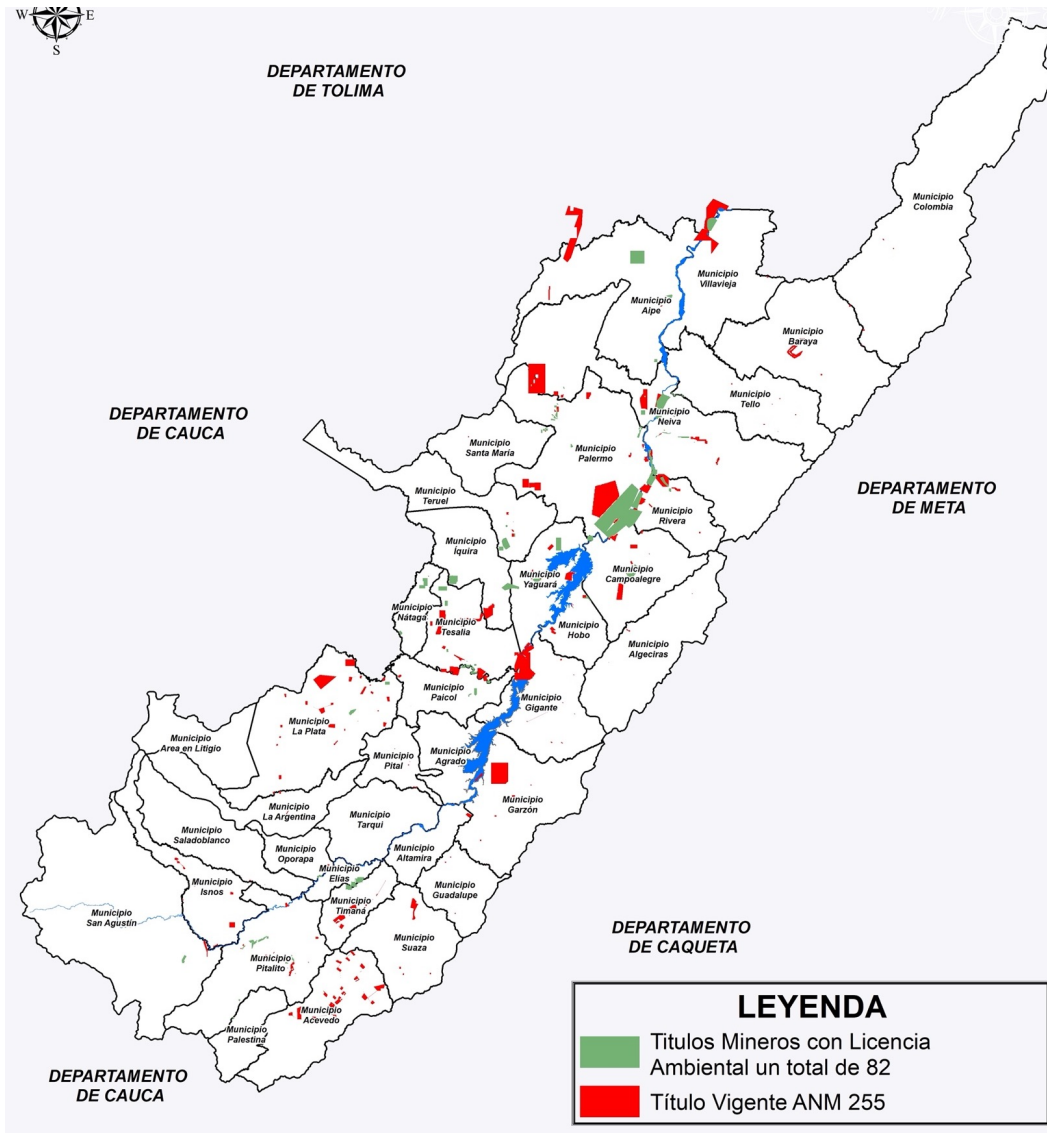 W
E
S
DEPARTAMENTO
DE TOLIMA
Municipio
Colombia
Municipio
Villavieja
Municipio
Aipe
Municipio
Baraya
Municipio
Tello
DEPARTAMENTO
DE CAUCA
Municipio
Neiva
Municipio
Santa María
Municipio
Palermo
DEPARTAMENTO
DE META
Municipio
Teruel
Municipio
Rivera
Municipio
Íquira
Municipio
Yaguará
Municipio
Campoalegre
Municipio
Nátaga
Municipio
Tesalia
Municipio
Hobo
Municipio
Algeciras
Municipio
Paicol
Municipio
Gigante
Municipio
La Plata
Municipio
Area en Litigio
Municipio
Pital
Municipio
Agrado
Municipio
Garzón
Municipio
La Argentina
Municipio
Tarqui
Municipio
Saladoblanco
Municipio
Oporapa
Municipio
Altamira
Municipio
Elías
Municipio
Isnos
Municipio
Guadalupe
Municipio
Timaná
Municipio
San Agustín
Municipio
Suaza
DEPARTAMENTO
DE CAQUETA
Municipio
Pitalito
Municipio
Acevedo
Municipio
Palestina
DEPARTAMENTO
DE CAUCA
LEYENDA
Titulos Mineros con Licencia
Ambiental un total de 82
Título Vigente ANM 255